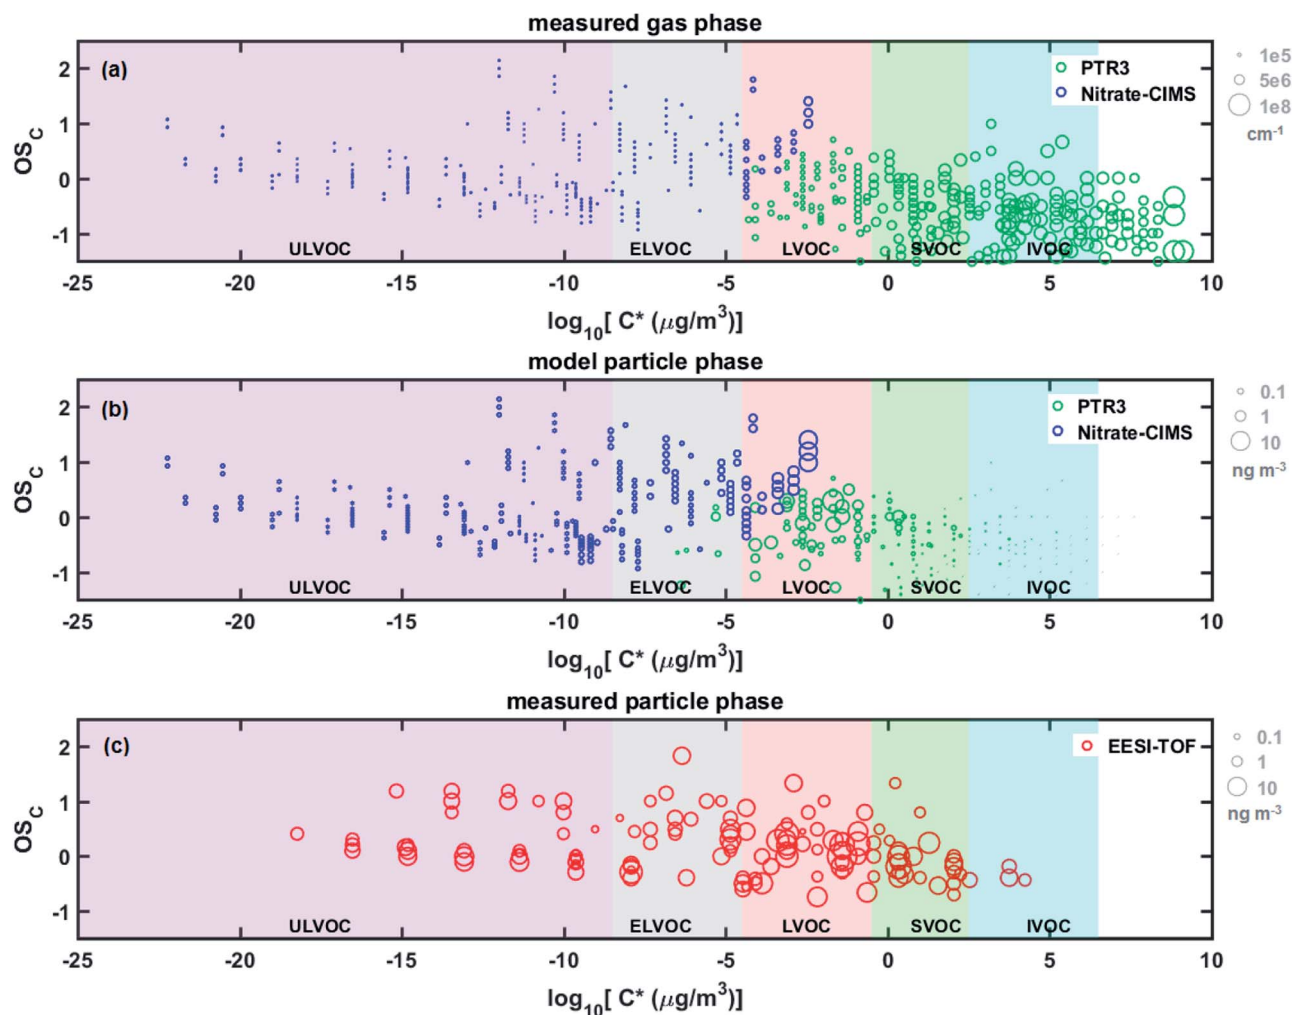 measured gas phase
(a)
PTR3
Nitrate-CIMS
1e5
5e6
1e8
cm⁻¹
2
1
0
-1
OS_C
ULVOC ELVOC LVOC SVOC IVOC
-25 -20 -15 -10 -5 0 5 10
log₁₀[ C* (μg/m³)]
model particle phase
(b)
PTR3
Nitrate-CIMS
0.1
1
10
ng m⁻³
2
1
0
-1
OS_C
ULVOC ELVOC LVOC SVOC IVOC
-25 -20 -15 -10 -5 0 5 10
log₁₀[ C* (μg/m³)]
measured particle phase
(c)
EESI-TOF
0.1
1
10
ng m⁻³
2
1
0
-1
OS_C
ULVOC ELVOC LVOC SVOC IVOC
-25 -20 -15 -10 -5 0 5 10
log₁₀[ C* (μg/m³)]